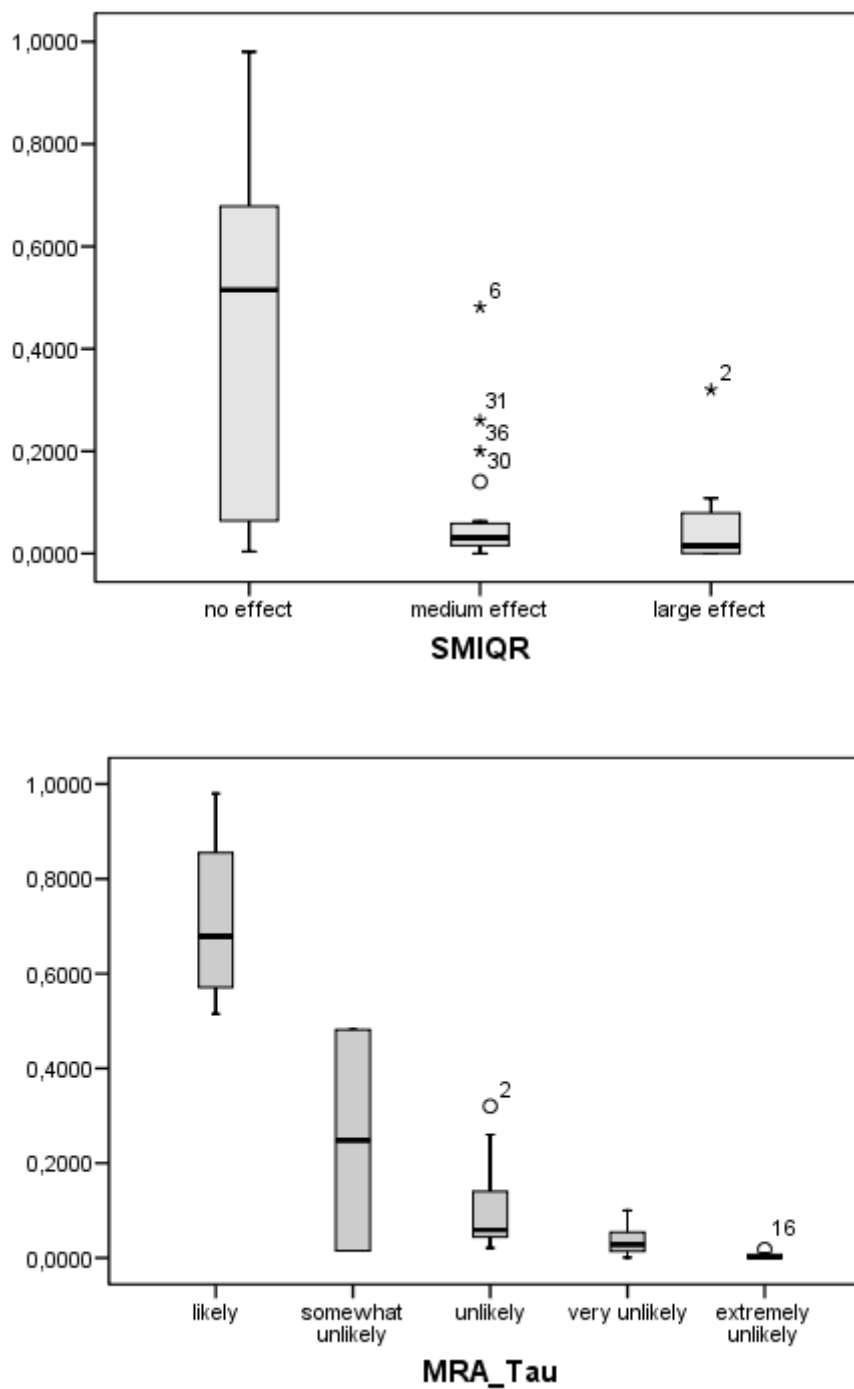 1,0000
0,8000
0,6000
0,4000
0,2000
0,0000
6
31
36
30
2
no effect
medium effect
large effect
SMIQR
1,0000
0,8000
0,6000
0,4000
0,2000
0,0000
2
16
likely
somewhat
unlikely
unlikely
very unlikely
extremely
unlikely
MRA_Tau